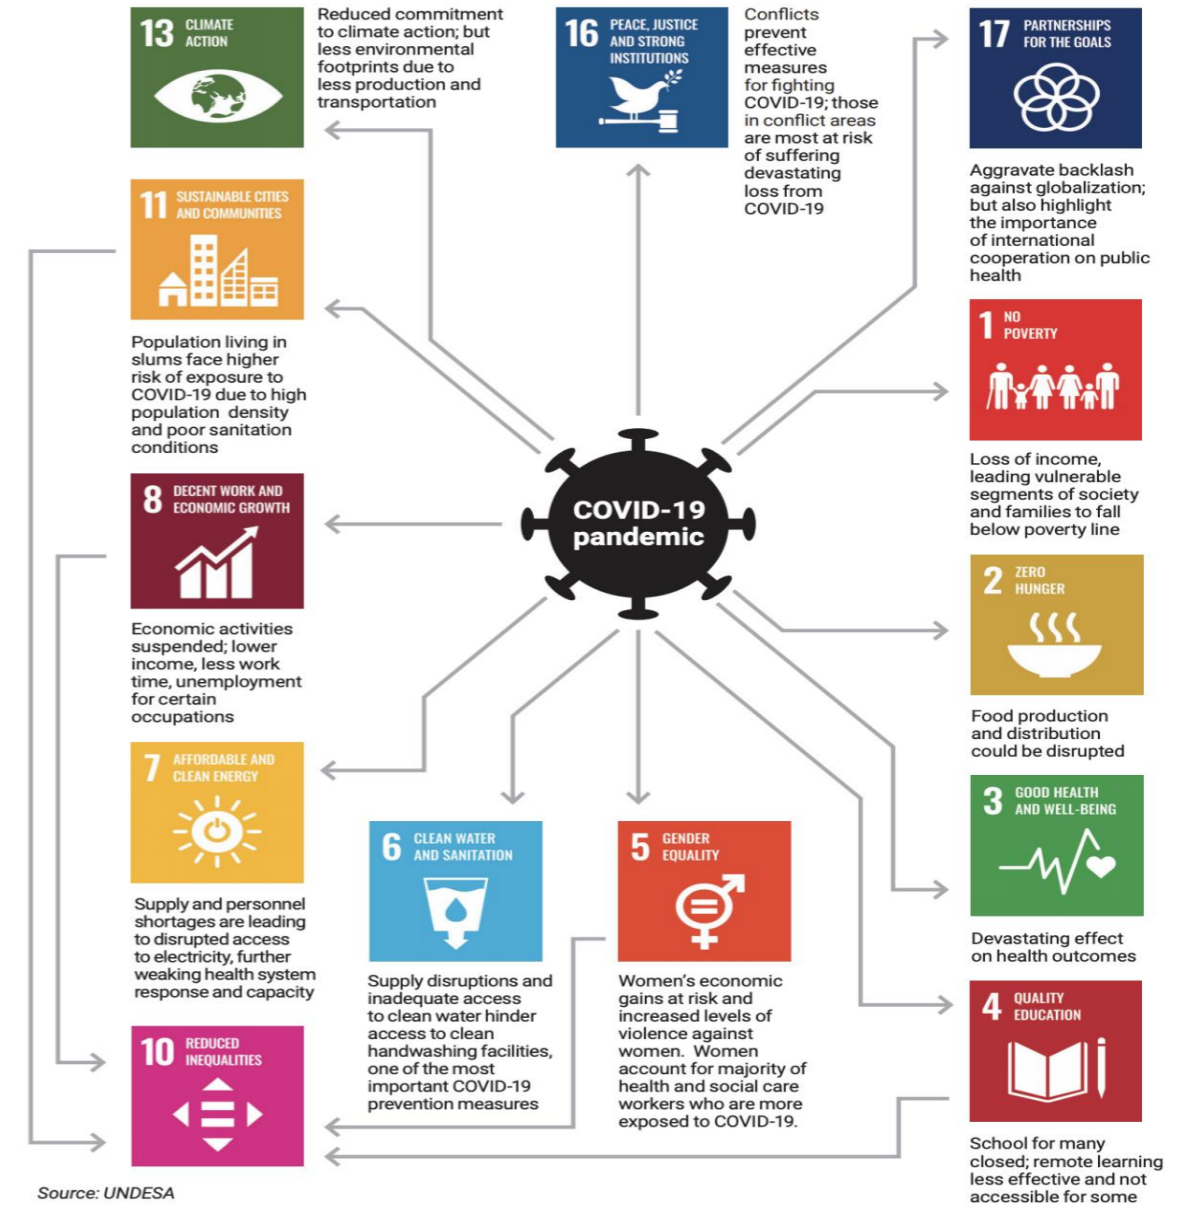 13 CLIMATE
ACTION
Reduced commitment
to climate action; but
less environmental
footprints due to
less production and
transportation
16 PEACE, JUSTICE
AND STRONG
INSTITUTIONS
Conflicts
prevent
effective
measures
for fighting
COVID-19; those
in conflict areas
are most at risk
of suffering
devastating
loss from
COVID-19
17 PARTNERSHIPS
FOR THE GOALS
Aggravate backlash
against globalization;
but also highlight
the importance
of international
cooperation on public
health
11 SUSTAINABLE CITIES
AND COMMUNITIES
Population living in
slums face higher
risk of exposure to
COVID-19 due to high
population density
and poor sanitation
conditions
1 NO
POVERTY
Loss of income,
leading vulnerable
segments of society
and families to fall
below poverty line
COVID-19
pandemic
8 DECENT WORK AND
ECONOMIC GROWTH
Economic activities
suspended; lower
income, less work
time, unemployment
for certain
occupations
2 ZERO
HUNGER
Food production
and distribution
could be disrupted
7 AFFORDABLE AND
CLEAN ENERGY
Supply and personnel
shortages are leading
to disrupted access
to electricity, further
weaking health system
response and capacity
6 CLEAN WATER
AND SANITATION
Supply disruptions and
inadequate access
to clean water hinder
access to clean
handwashing facilities,
one of the most
important COVID-19
prevention measures
5 GENDER
EQUALITY
Women's economic
gains at risk and
increased levels of
violence against
women. Women
account for majority of
health and social care
workers who are more
exposed to COVID-19.
3 GOOD HEALTH
AND WELL-BEING
Devastating effect
on health outcomes
4 QUALITY
EDUCATION
School for many
closed; remote learning
less effective and not
accessible for some
10 REDUCED
INEQUALITIES
Source: UNDESA